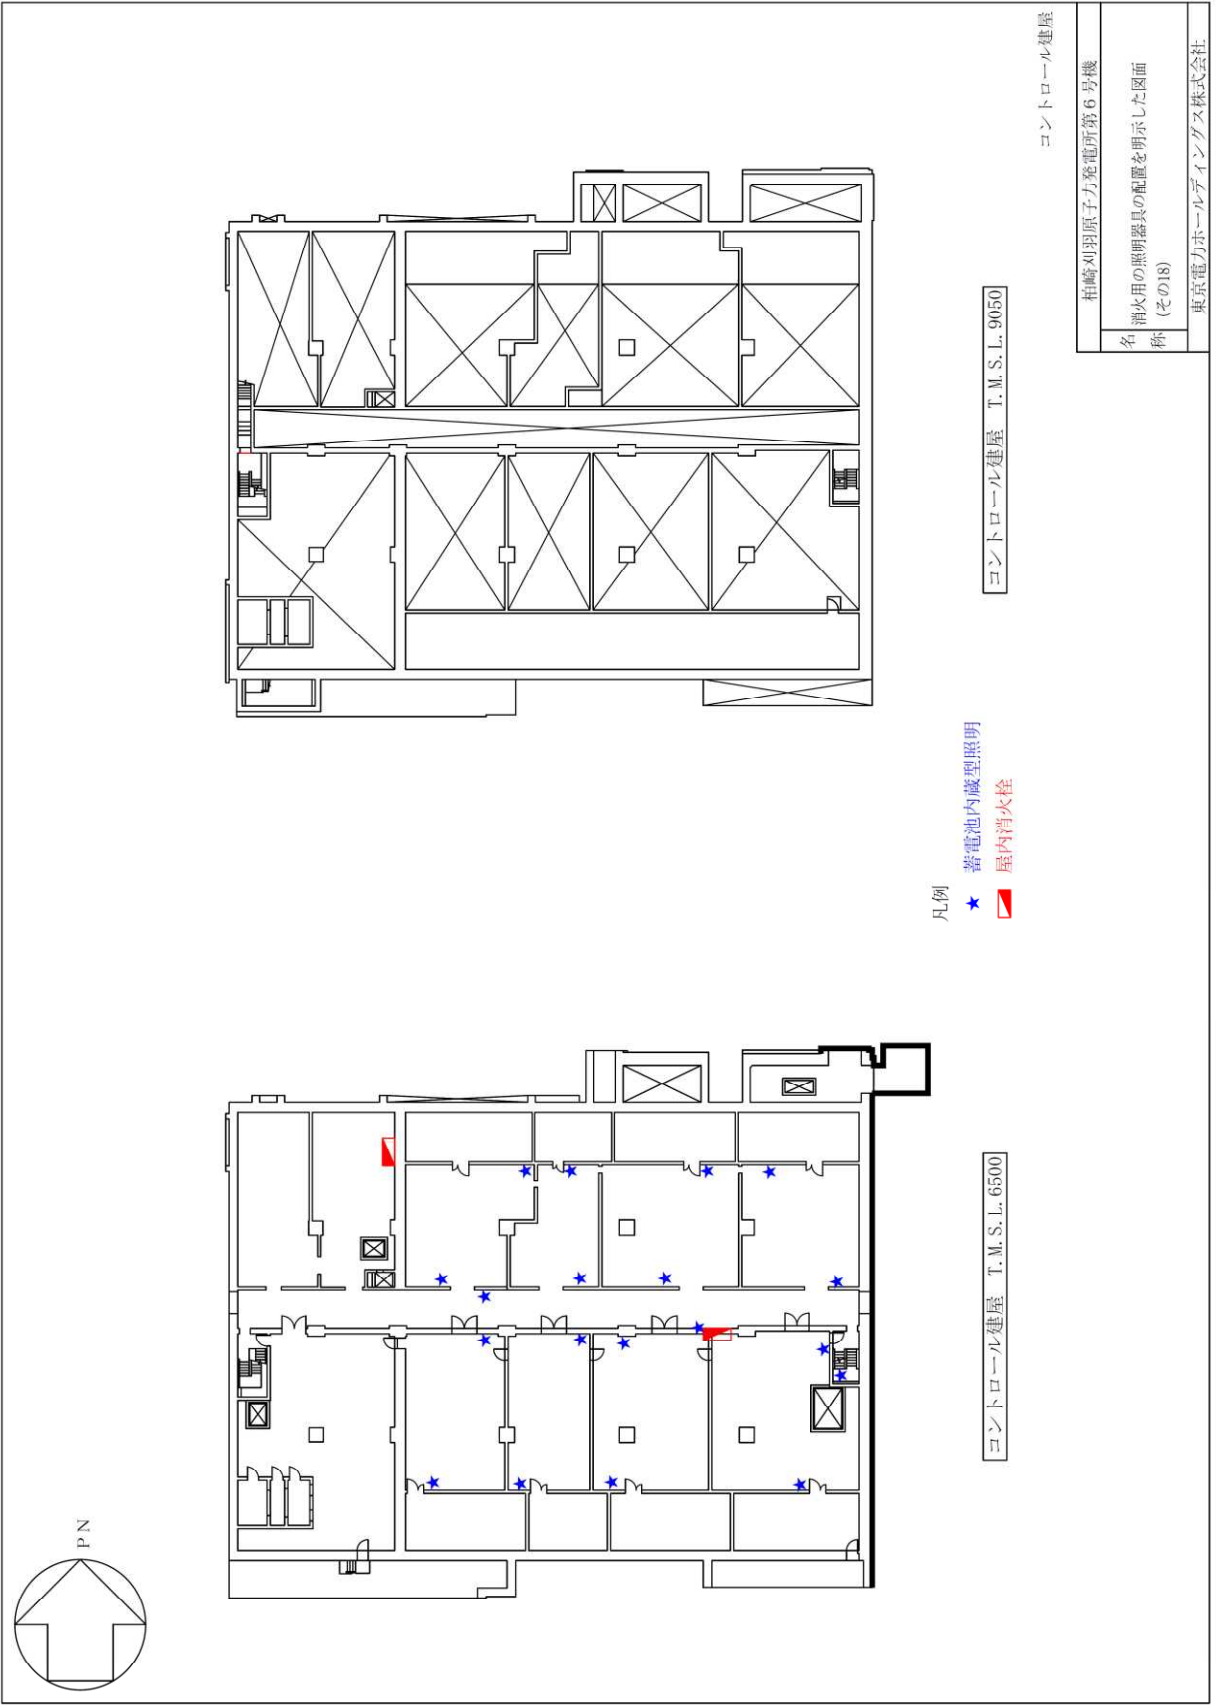 PN
コントロール建屋 T.M.S.L.6500
コントロール建屋 T.M.S.L.9050
凡例
★ 蓄電池内蔵型照明
屋内消火栓
コントロール建屋
柏崎刈羽原子力発電所第6号機
名称
消火用の照明器具の配置を明示した図面
(その18)
東京電力ホールディングス株式会社